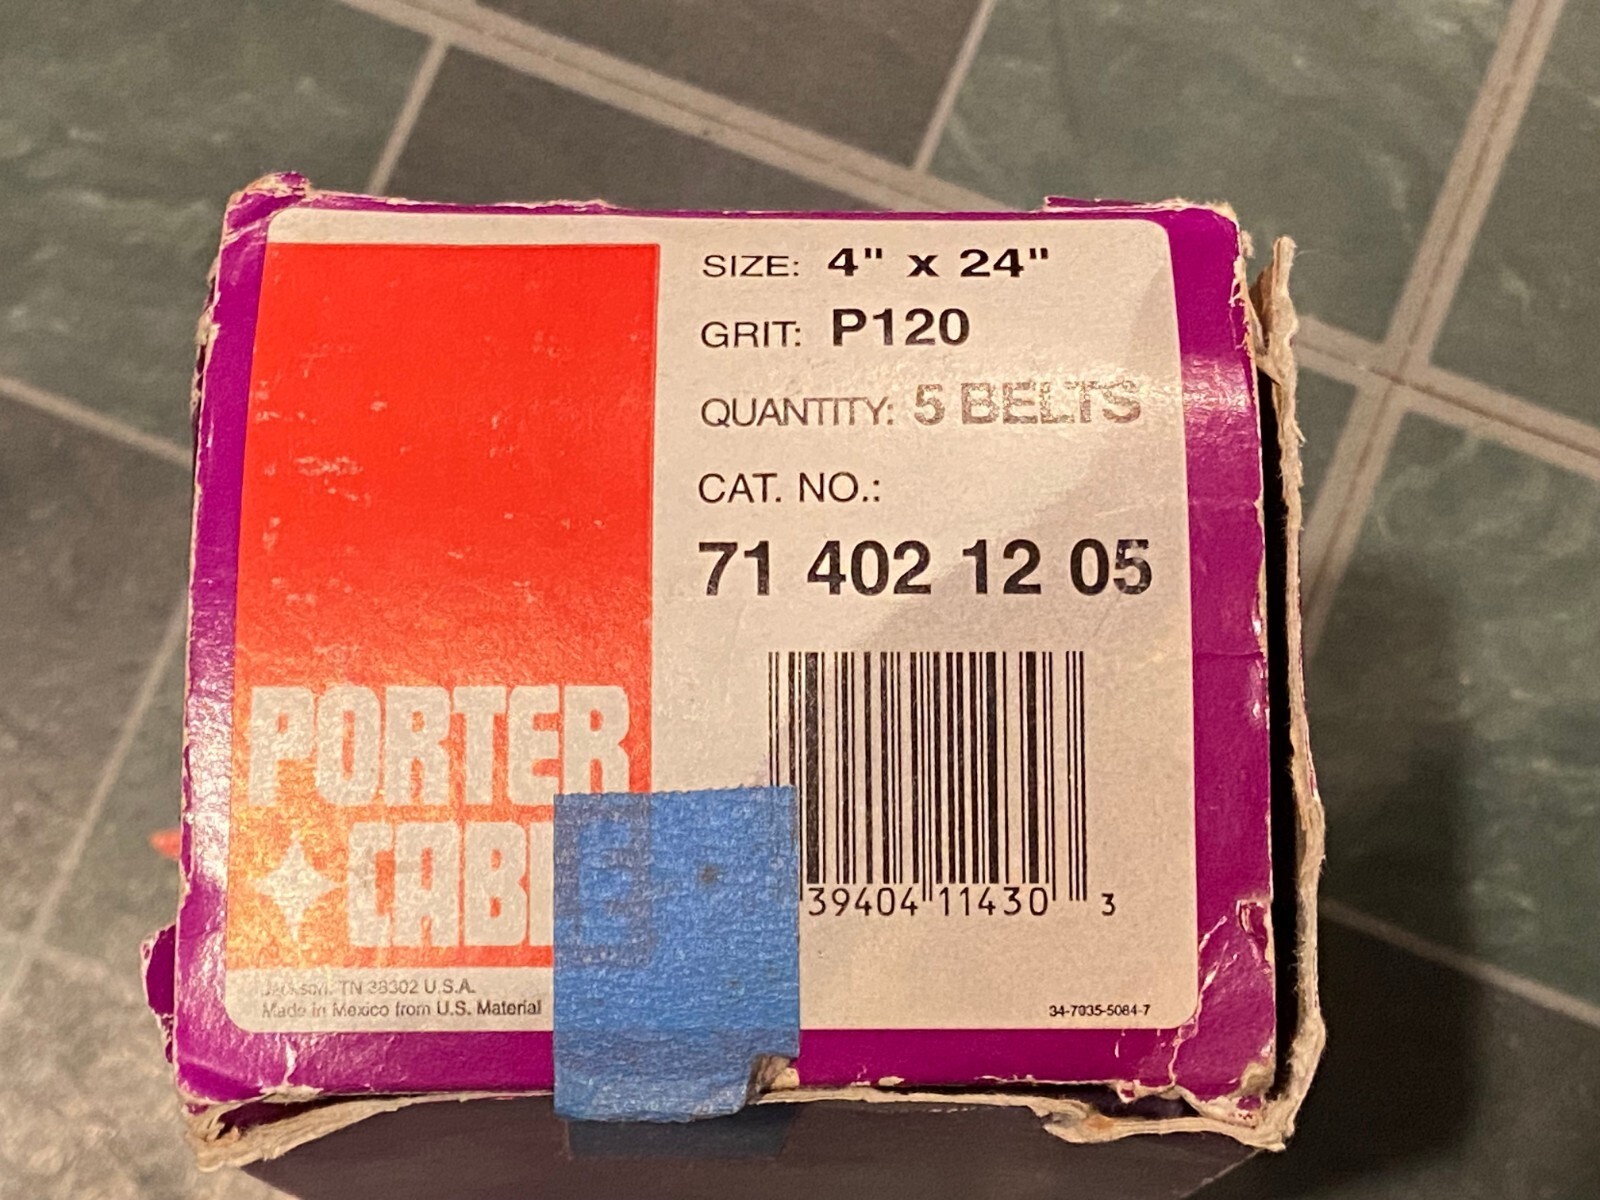 SIZE: 4" x 24"
GRIT: P120
QUANTITY: 5 BELTS
CAT. NO.:
71 402 12 05
39404 11430 3
PORTER
CABLE
Jackson, TN 38302 U.S.A.
Made in Mexico from U.S. Material
34-7035-5084-7